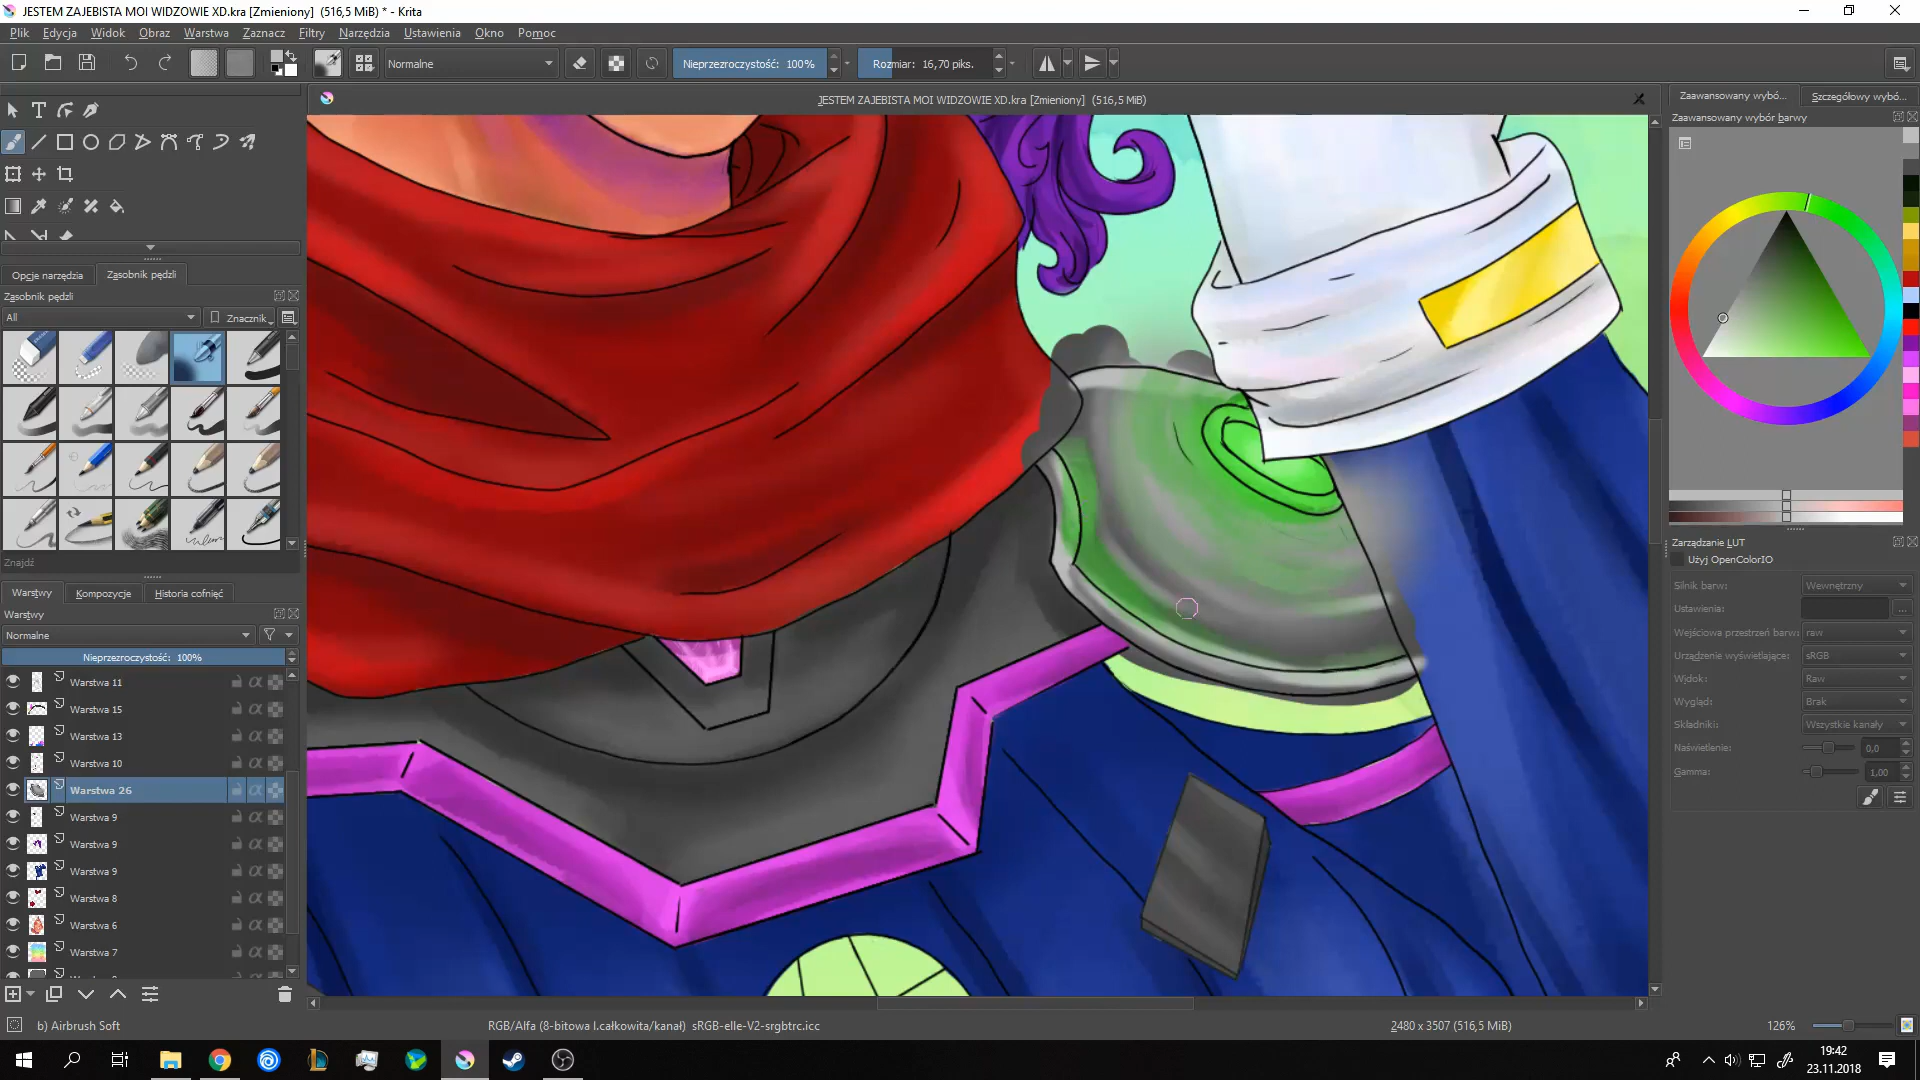 JESTEM ZAJEBISTA MOI WIDZOWIE XD.kra [Zmieniony] (516,5 MiB) * - Krita
Plik Edycja Widok Obraz Warstwa Zaznacz Filtry Narzędzia Ustawienia Okno Pomoc
Normalne
Nieprzezroczystość: 100%
Rozmiar: 16,70 piks.
JESTEM ZAJEBISTA MOI WIDZOWIE XD.kra [Zmieniony] (516,5 MiB)
Opcje narzędzia
Zasobnik pędzli
Zasobnik pędzli
All
Znacznik
Znajdź
Warstwy
Kompozycje
Historia cofnięć
Warstwy
Normalne
Nieprzezroczystość: 100%
Warstwa 11
Warstwa 15
Warstwa 13
Warstwa 10
Warstwa 26
Warstwa 9
Warstwa 9
Warstwa 9
Warstwa 8
Warstwa 6
Warstwa 7
Zaawansowany wybó...
Szczegółowy wybó...
Zaawansowany wybór barwy
Zarządzanie LUT
Użyj OpenColorIO
Silnik barw: Wewnętrzny
Ustawienia: ...
Wejściowa przestrzeń barw: raw
Urządzenie wyświetlające: sRGB
Widok: Raw
Wygląd: Brak
Składniki: Wszystkie kanały
Naświetlenie: 0,0
Gamma: 1,00
b) Airbrush Soft
RGB/Alfa (8-bitowa l.całkowita/kanał) sRGB-elle-V2-srgbtrc.icc
2480 x 3507 (516,5 MiB)
126%
19:42
23.11.2018